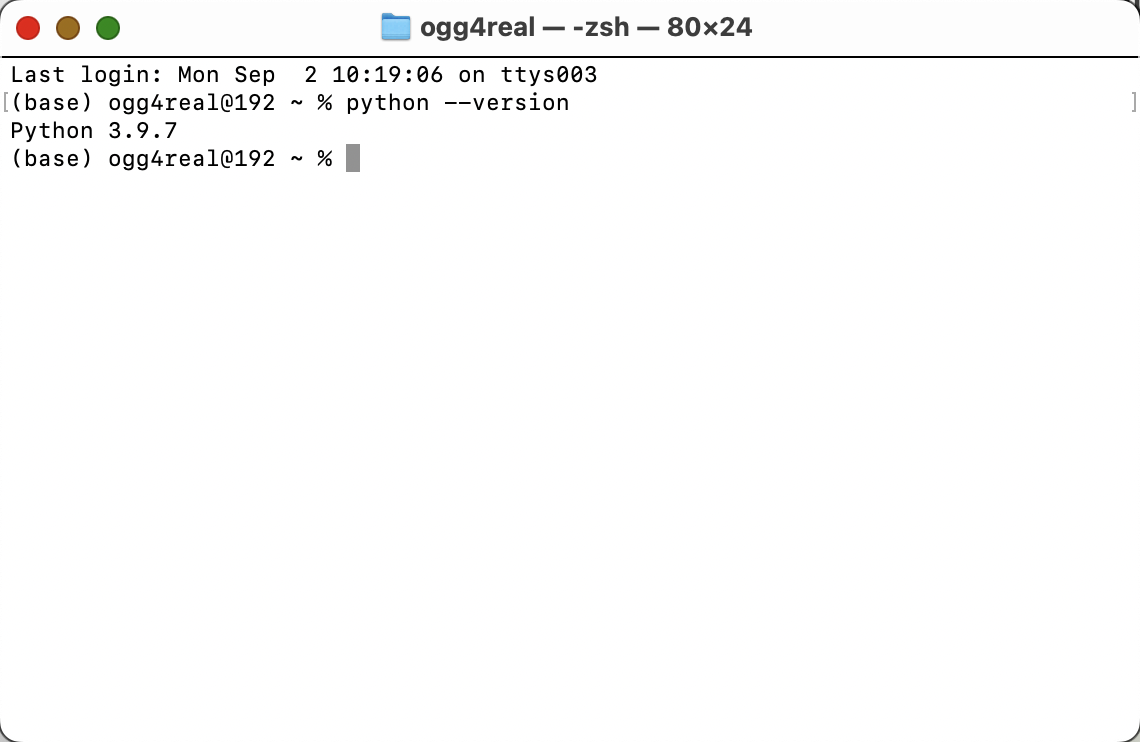 ogg4real — -zsh — 80×24
Last login: Mon Sep  2 10:19:06 on ttys003
[(base) ogg4real@192 ~ % python --version ]
Python 3.9.7
(base) ogg4real@192 ~ %